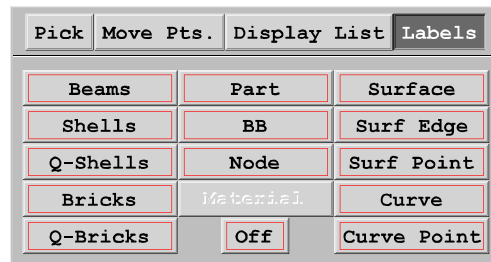 Pick Move Pts. Display List Labels
Beams Part Surface
Shells BB Surf Edge
Q-Shells Node Surf Point
Bricks Material Curve
Q-Bricks Off Curve Point